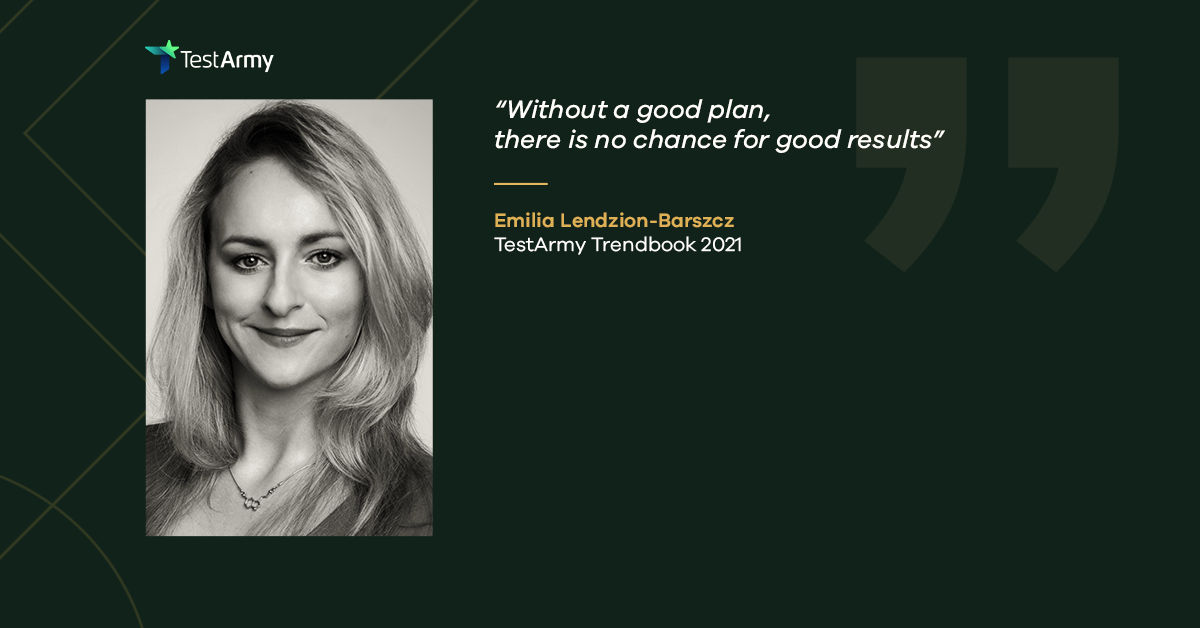 TestArmy
“Without a good plan,
there is no chance for good results”
Emilia Lendzion-Barszcz
TestArmy Trendbook 2021